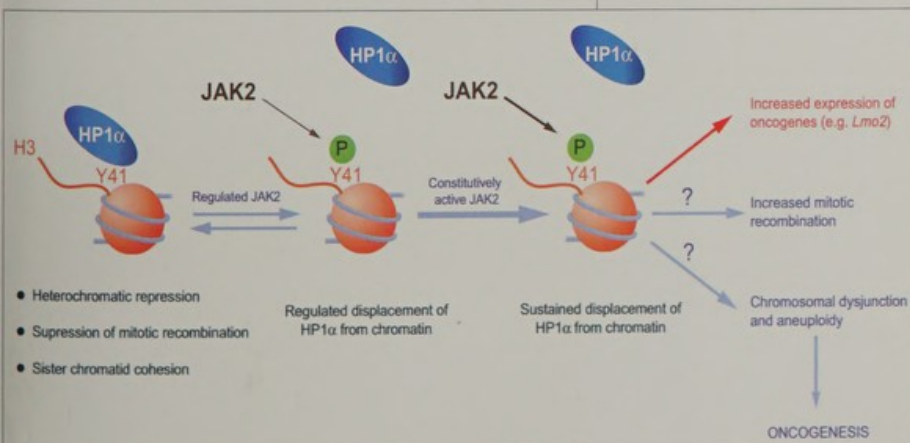 HP1α
HP1α
JAK2
JAK2
HP1α
P
P
H3
Y41
Y41
Y41
Regulated JAK2
Constitutively
active JAK2
Increased expression of
oncogenes (e.g. Lmo2)
?
Increased mitotic
recombination
?
Chromosomal dysjunction
and aneuploidy
ONCOGENESIS
● Heterochromatic repression
● Supression of mitotic recombination
● Sister chromatid cohesion
Regulated displacement of
HP1α from chromatin
Sustained displacement of
HP1α from chromatin